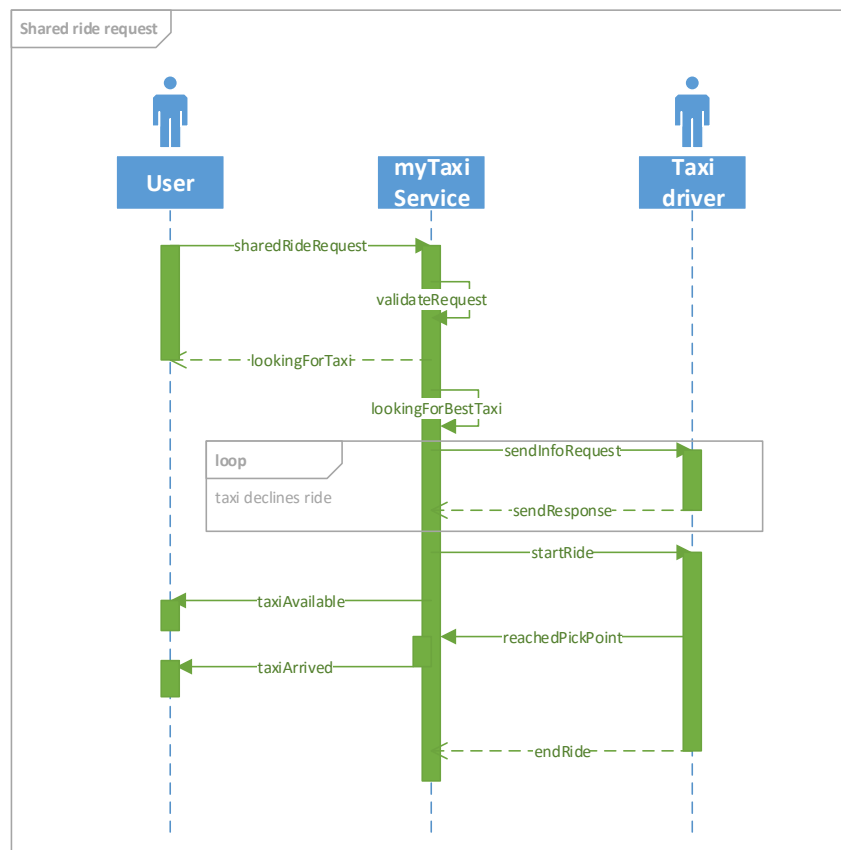 Shared ride request
User
myTaxi
Service
Taxi
driver
sharedRideRequest
validateRequest
lookingForTaxi
lookingForBestTaxi
loop
sendInfoRequest
taxi declines ride
sendResponse
startRide
taxiAvailable
reachedPickPoint
taxiArrived
endRide